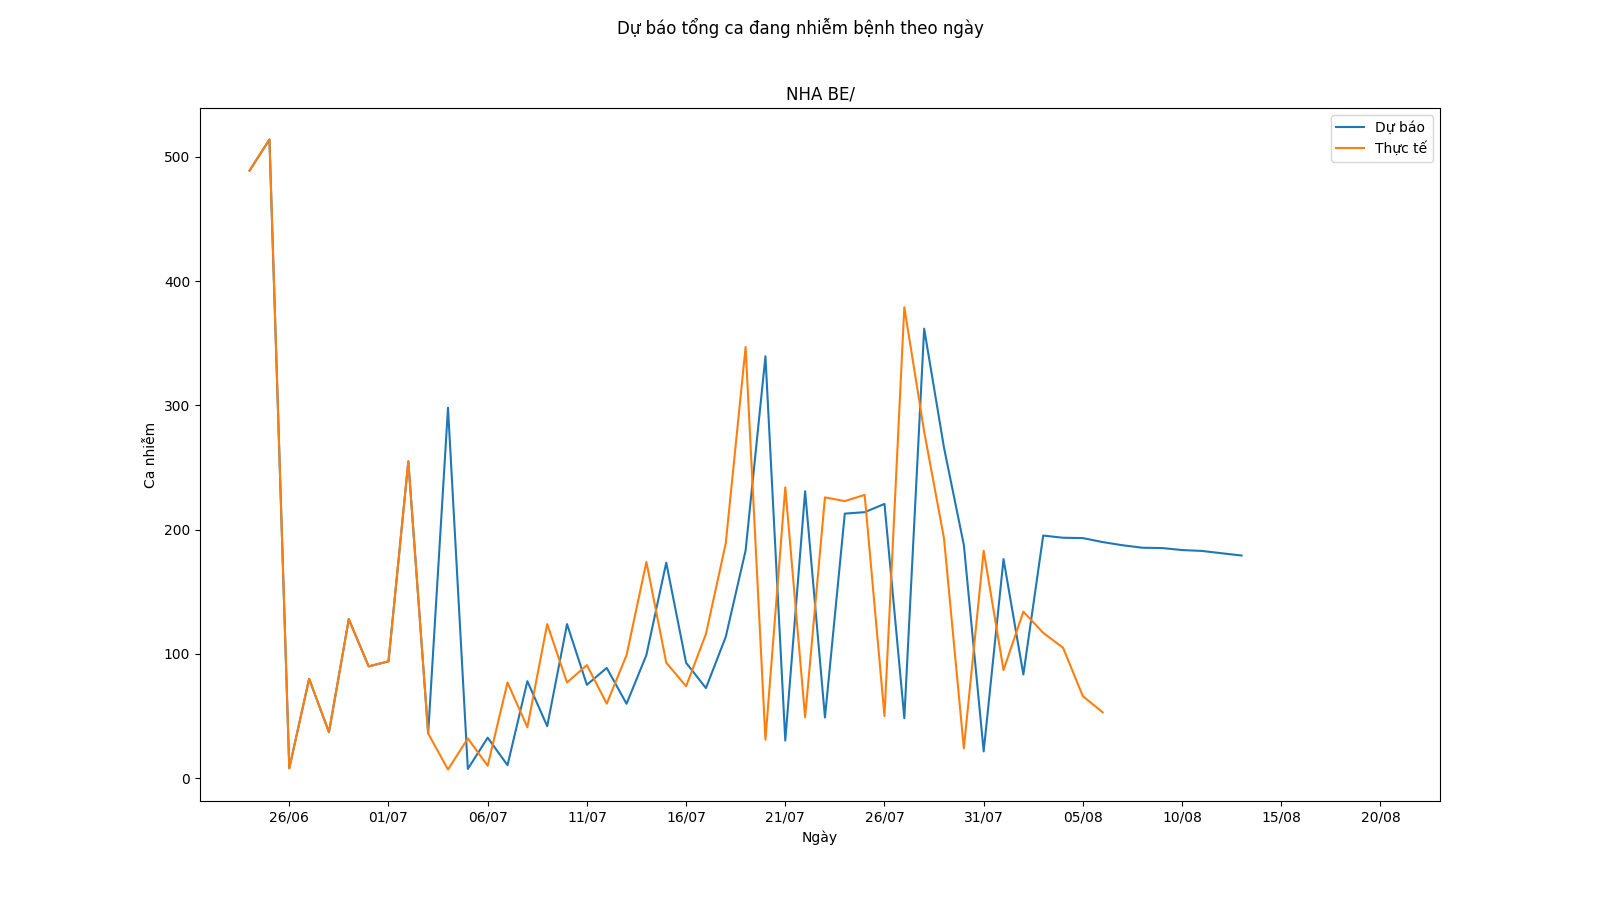 Dự báo tổng ca đang nhiễm bệnh theo ngày
NHA BE/
Dự báo
Thực tế
500
400
300
200
100
0
Ca nhiễm
26/06 01/07 06/07 11/07 16/07 21/07 26/07 31/07 05/08 10/08 15/08 20/08
Ngày